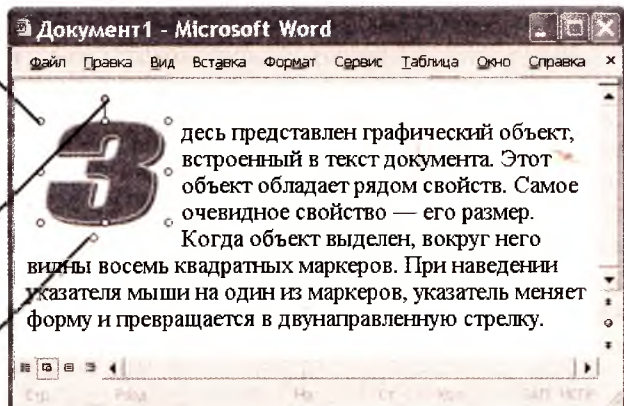 Документ1 - Microsoft Word
Файл Правка Вид Вставка Формат Сервис Таблица Окно Справка ×
З
десь представлен графический объект,
встроенный в текст документа. Этот
объект обладает рядом свойств. Самое
очевидное свойство — его размер.
Когда объект выделен, вокруг него
видны восемь квадратных маркеров. При наведении
указателя мыши на один из маркеров, указатель меняет
форму и превращается в двунаправленную стрелку.